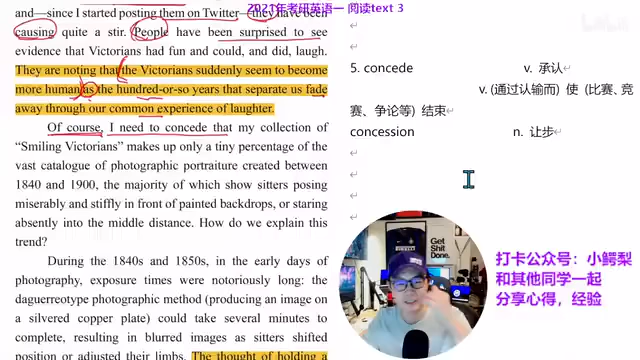 2021年考研英语一 阅读text 3
and—since I started posting them on Twitter—they have been
causing quite a stir. People have been surprised to see
evidence that Victorians had fun and could, and did, laugh.
They are noting that the Victorians suddenly seem to become
more human as the hundred-or-so years that separate us fade
away through our common experience of laughter.
Of course, I need to concede that my collection of
“Smiling Victorians” makes up only a tiny percentage of the
vast catalogue of photographic portraiture created between
1840 and 1900, the majority of which show sitters posing
miserably and stiffly in front of painted backdrops, or staring
absently into the middle distance. How do we explain this
trend?
During the 1840s and 1850s, in the early days of
photography, exposure times were notoriously long: the
daguerreotype photographic method (producing an image on
a silvered copper plate) could take several minutes to
complete, resulting in blurred images as sitters shifted
position or adjusted their limbs. The thought of holding a
5. concede v. 承认
v. (通过认输而) 使 (比赛、竞
赛、争论等) 结束
concession n. 让步
Get
Shit
Done.
打卡公众号：小鳄梨
和其他同学一起
分享心得，经验